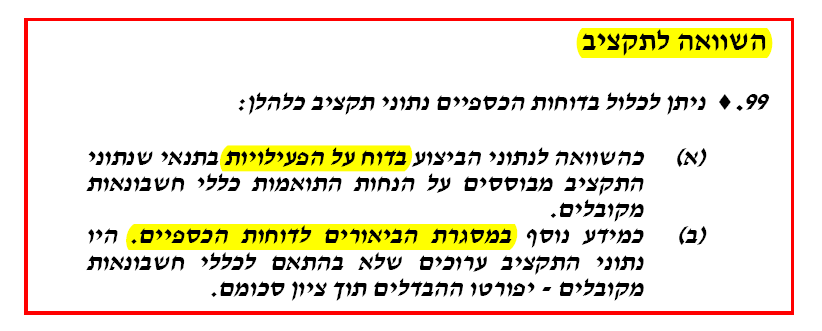 השוואה לתקציב
99. ♦ ניתן לכלול בדוחות הכספיים נתוני תקציב כלהלן:
(א) כהשוואה לנתוני הביצוע בדוח על הפעילויות בתנאי שנתוני
התקציב מבוססים על הנחות התואמות כללי חשבונאות
מקובלים.
(ב) כמידע נוסף במסגרת הביאורים לדוחות הכספיים. היו
נתוני התקציב ערוכים שלא בהתאם לכללי חשבונאות
מקובלים - יפורטו ההבדלים תוך ציון סכומם.